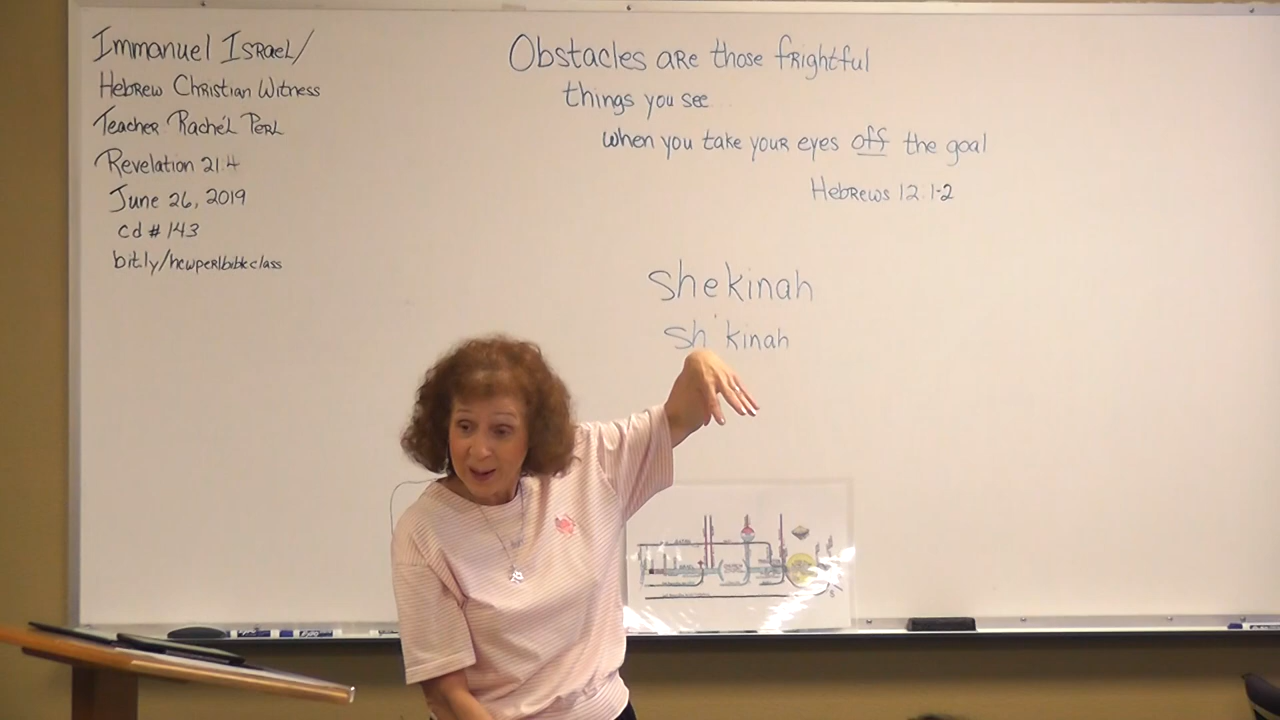 Immanuel Israel/
Hebrew Christian Witness
Teacher: Rachél Perl
Revelation 21:4
June 26, 2019
cd # 143
bit.ly/newperlbibleclass
Obstacles are those frightful
things you see
when you take your eyes off the goal
Hebrews 12:1-2
shekinah
sh'kinah